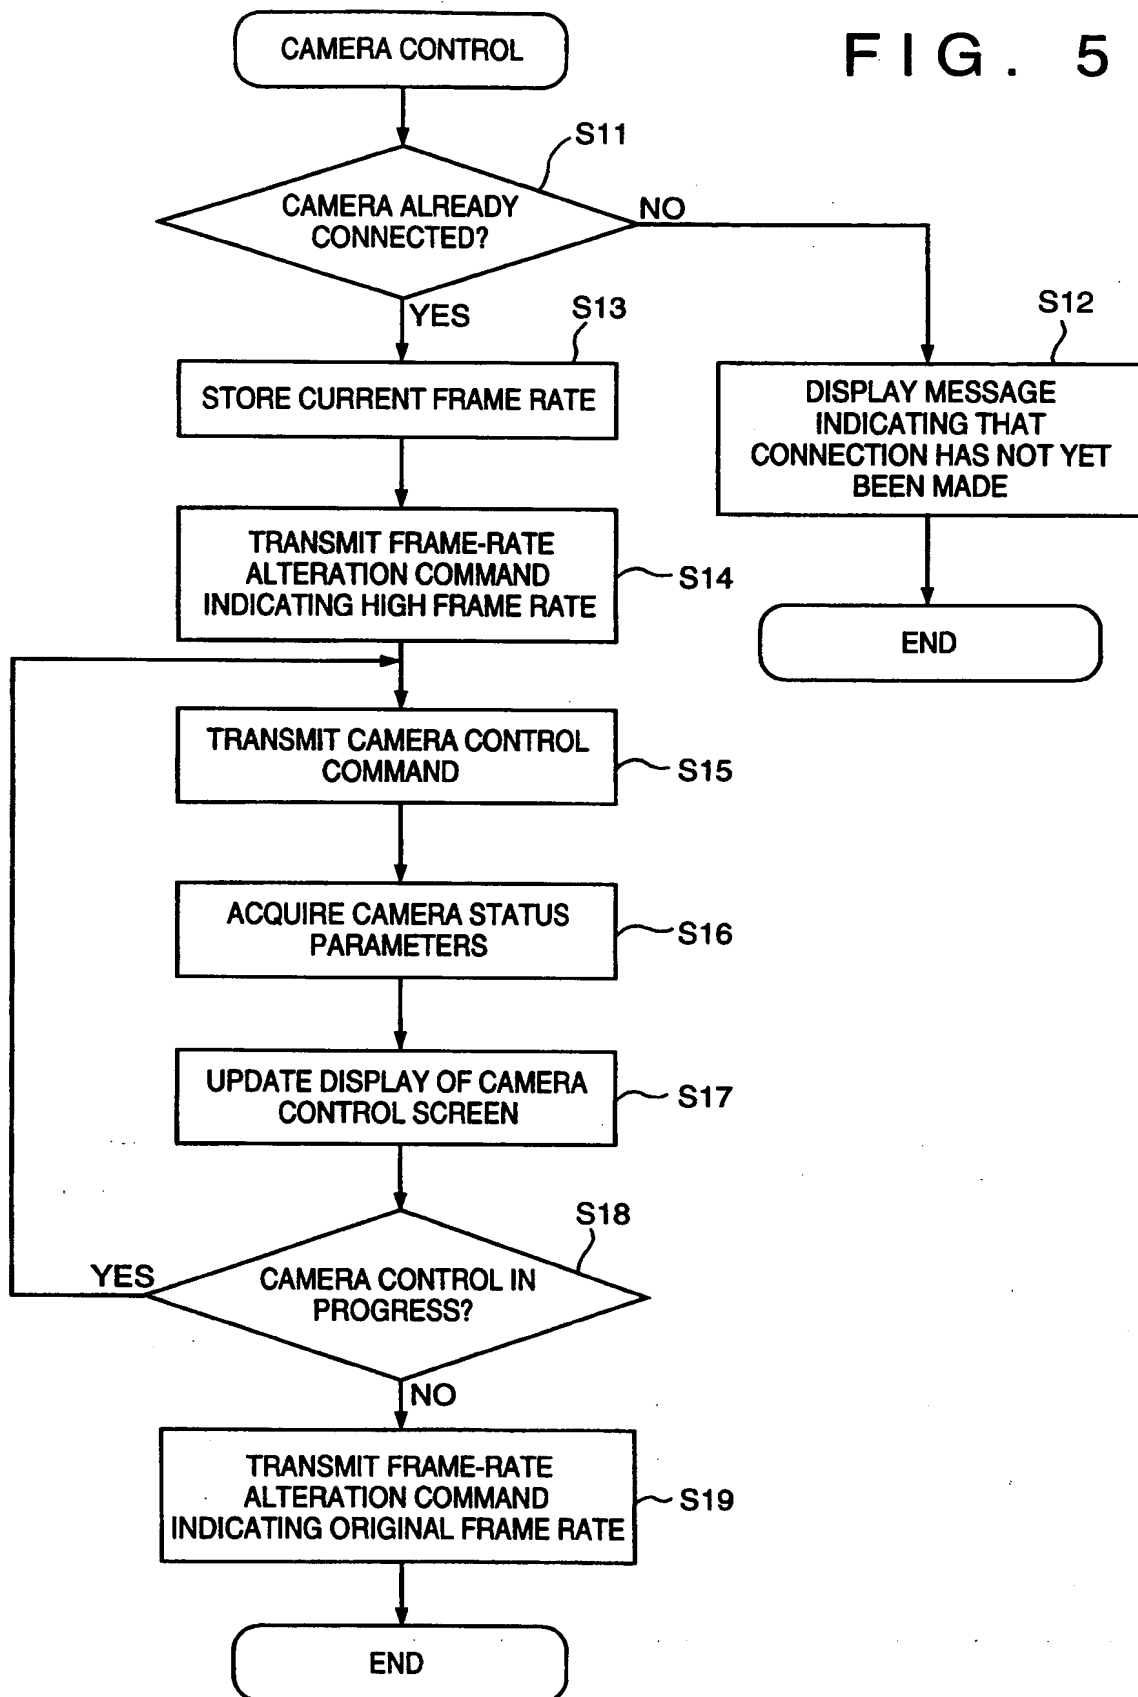 FIG. 5
CAMERA CONTROL
S11
CAMERA ALREADY
CONNECTED?
NO
YES
S12
DISPLAY MESSAGE
INDICATING THAT
CONNECTION HAS NOT YET
BEEN MADE
END
S13
STORE CURRENT FRAME RATE
TRANSMIT FRAME-RATE
ALTERATION COMMAND
INDICATING HIGH FRAME RATE
S14
TRANSMIT CAMERA CONTROL
COMMAND
S15
ACQUIRE CAMERA STATUS
PARAMETERS
S16
UPDATE DISPLAY OF CAMERA
CONTROL SCREEN
S17
S18
YES
CAMERA CONTROL IN
PROGRESS?
NO
TRANSMIT FRAME-RATE
ALTERATION COMMAND
INDICATING ORIGINAL FRAME RATE
S19
END